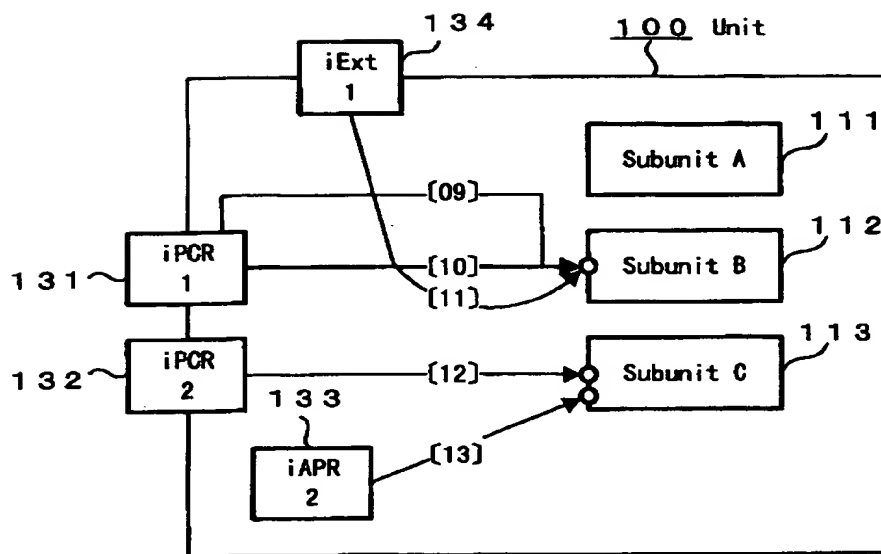 134
100 Unit
iExt
1
111
Subunit A
[09]
112
iPCR
1
[10]
Subunit B
131
[11]
113
iPCR
2
[12]
Subunit C
132
133
[13]
iAPR
2